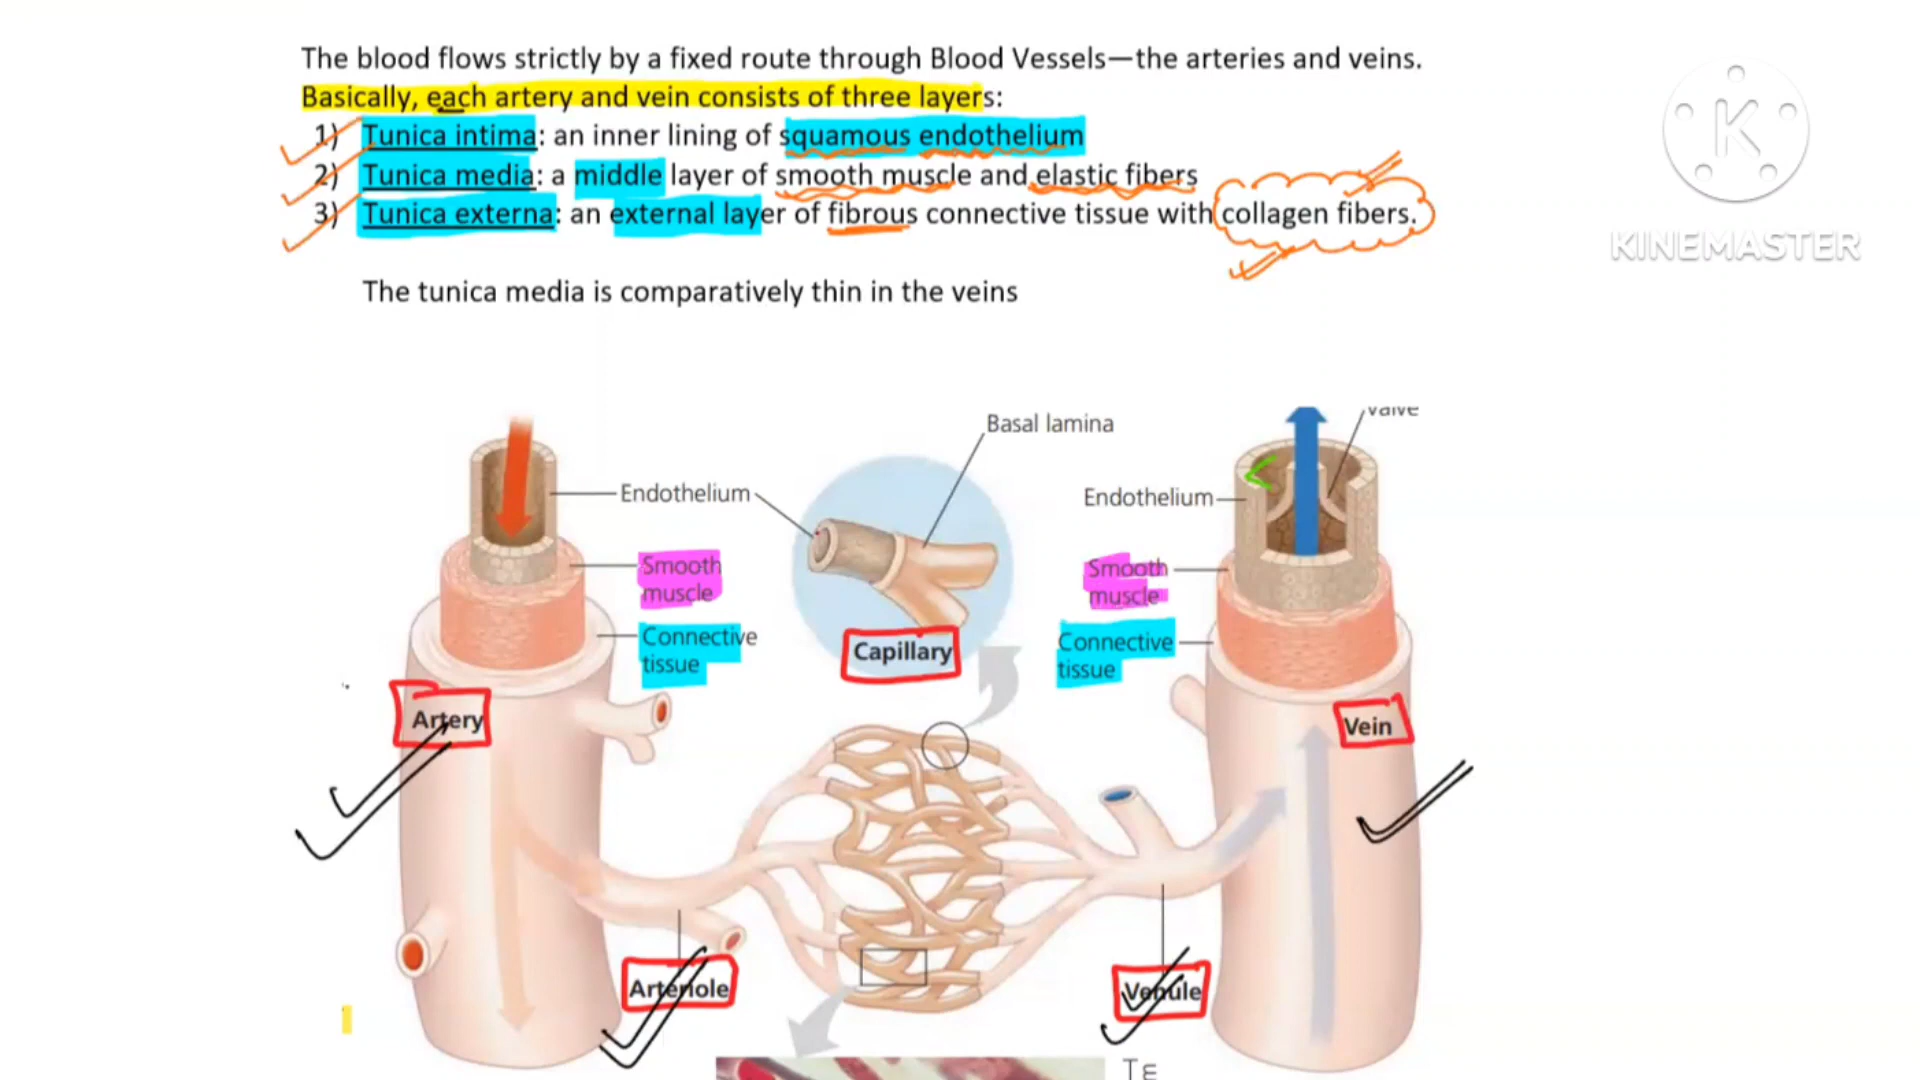 The blood flows strictly by a fixed route through Blood Vessels—the arteries and veins.
Basically, each artery and vein consists of three layers:
1) Tunica intima: an inner lining of squamous endothelium
2) Tunica media: a middle layer of smooth muscle and elastic fibers
3) Tunica externa: an external layer of fibrous connective tissue with collagen fibers.
KINEMASTER
The tunica media is comparatively thin in the veins
Valve
Basal lamina
Endothelium
Endothelium
Smooth
muscle
Smooth
muscle
Connective
tissue
Capillary
Connective
tissue
Artery
Vein
Arteriole
Venule